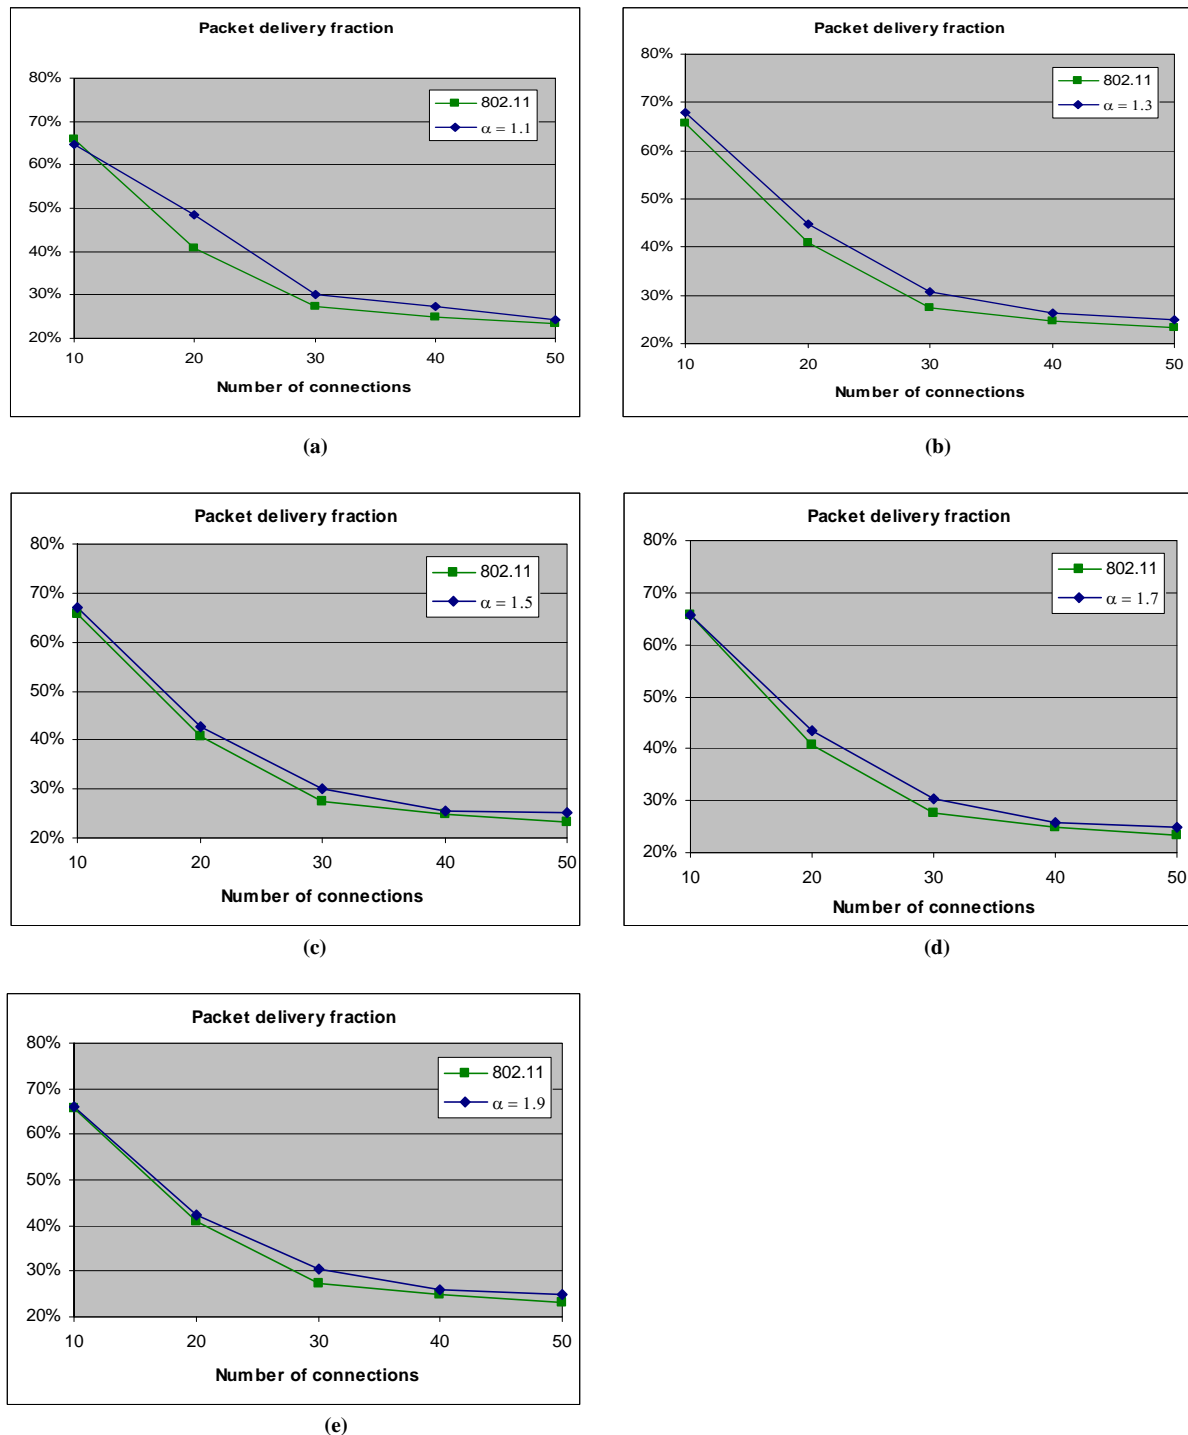 Packet delivery fraction
80%
70%
60%
50%
40%
30%
20%
802.11
α = 1.1
10 20 30 40 50
Number of connections
(a)
Packet delivery fraction
80%
70%
60%
50%
40%
30%
20%
802.11
α = 1.3
10 20 30 40 50
Number of connections
(b)
Packet delivery fraction
80%
70%
60%
50%
40%
30%
20%
802.11
α = 1.5
10 20 30 40 50
Number of connections
(c)
Packet delivery fraction
80%
70%
60%
50%
40%
30%
20%
802.11
α = 1.7
10 20 30 40 50
Number of connections
(d)
Packet delivery fraction
80%
70%
60%
50%
40%
30%
20%
802.11
α = 1.9
10 20 30 40 50
Number of connections
(e)